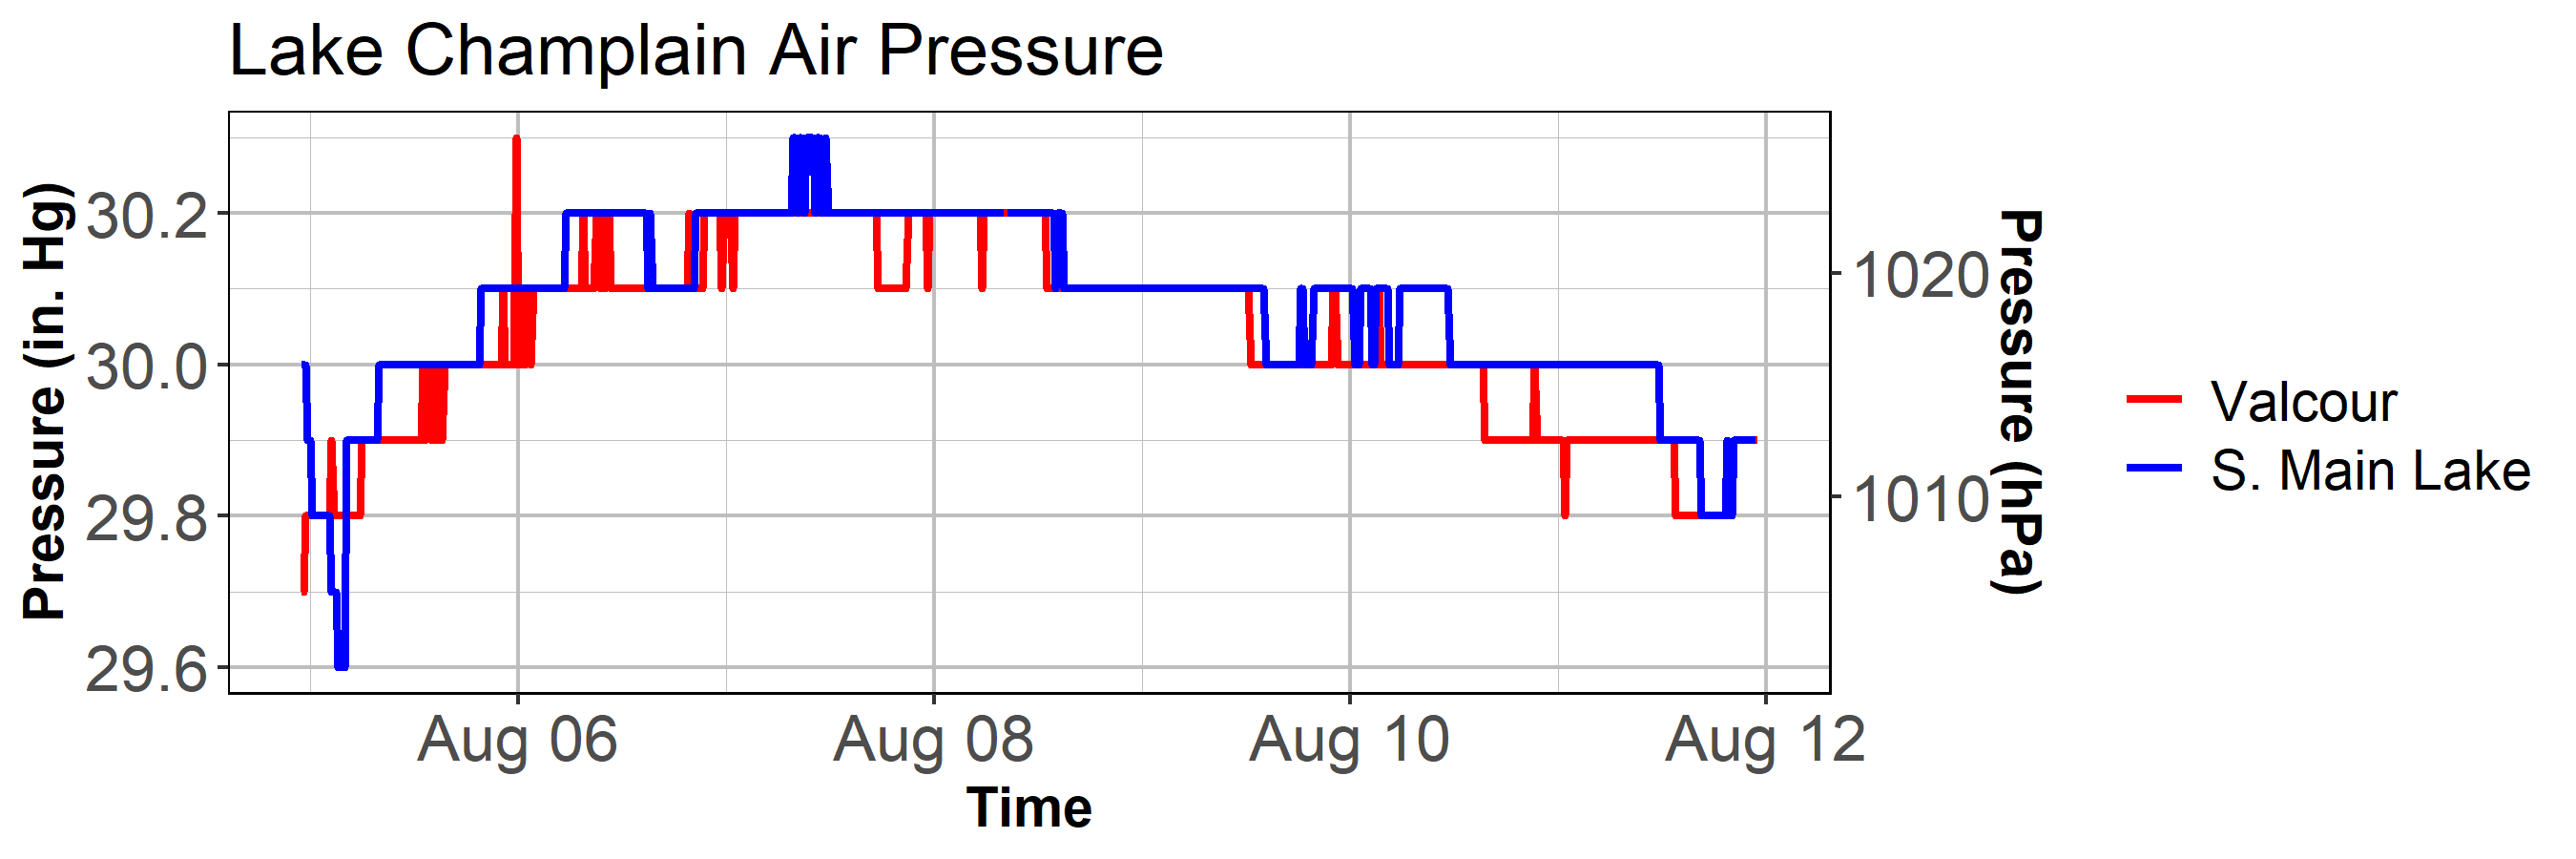 Lake Champlain Air Pressure
Pressure (in. Hg)
30.2
30.0
29.8
29.6
1020
1010
Pressure (hPa)
Valcour
S. Main Lake
Aug 06
Aug 08
Aug 10
Aug 12
Time